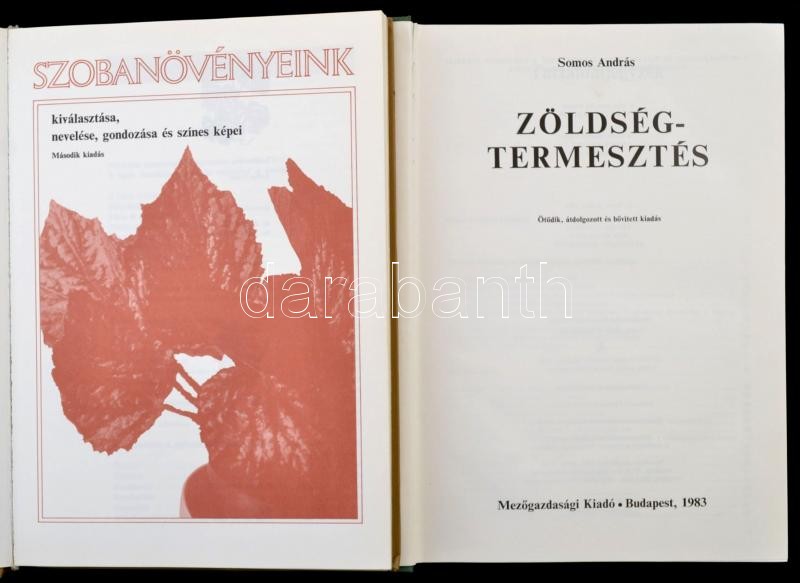 SZOBANÖVÉNYEINK
kiválasztása,
nevelése, gondozása és színes képei
Második kiadás
Somos András
ZÖLDSÉG-
TERMESZTÉS
Ötödik, átdolgozott és bővített kiadás
Mezőgazdasági Kiadó • Budapest, 1983
darabanth